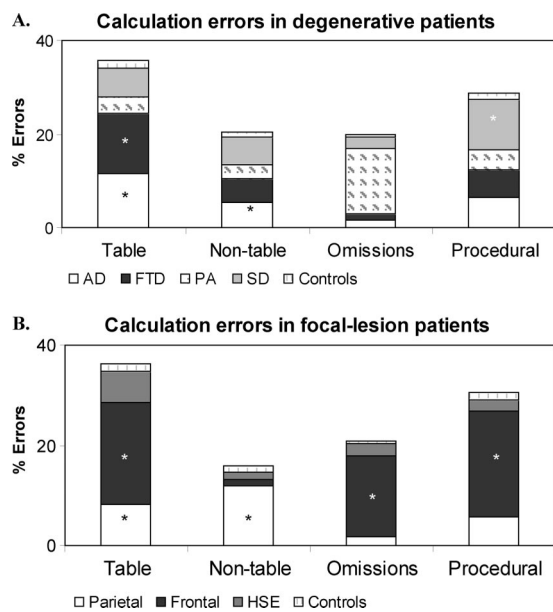 A. Calculation errors in degenerative patients
40
20
0
% Errors
*
*
*
*
Table Non-table Omissions Procedural
AD FTD PA SD Controls
B. Calculation errors in focal-lesion patients
40
20
0
% Errors
*
*
*
*
*
Table Non-table Omissions Procedural
Parietal Frontal HSE Controls